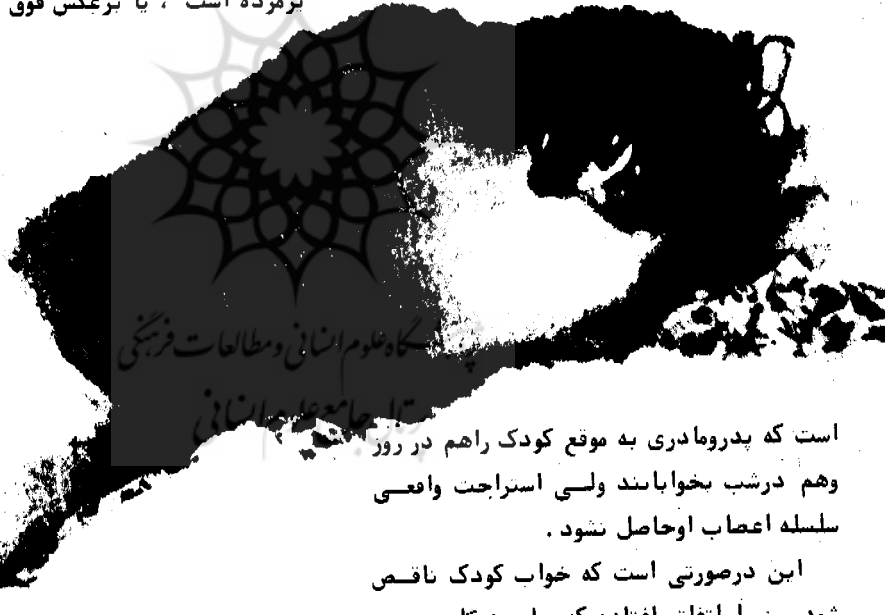 برمرده است ، یا برعکس فوق
گاه علوم انسانی و مطالعات فرهنگی
جامع علوم انسانی
است که پدرومادری به موقع کودک راهم در روز
وهم درشب بخوابانند ولی استراحت واقعی
سلسله اعصاب اوحاصل نشود .
این درصورتی است که خواب کودک ناقص